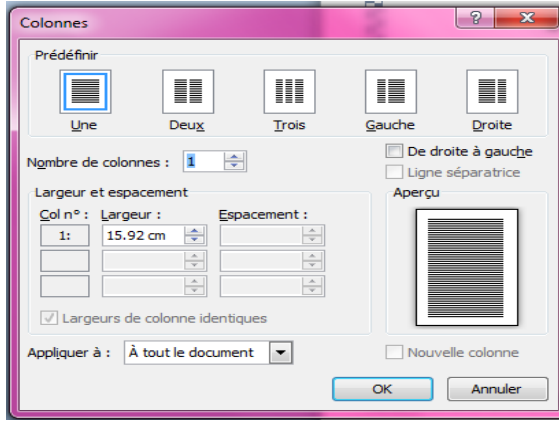 Colonnes
Prédéfinir
Une Deux Trois Gauche Droite
Nombre de colonnes : 1
De droite à gauche
Ligne séparatrice
Largeur et espacement
Aperçu
Col n° : Largeur : Espacement :
1: 15.92 cm
Largeurs de colonne identiques
Appliquer à : À tout le document
Nouvelle colonne
OK Annuler